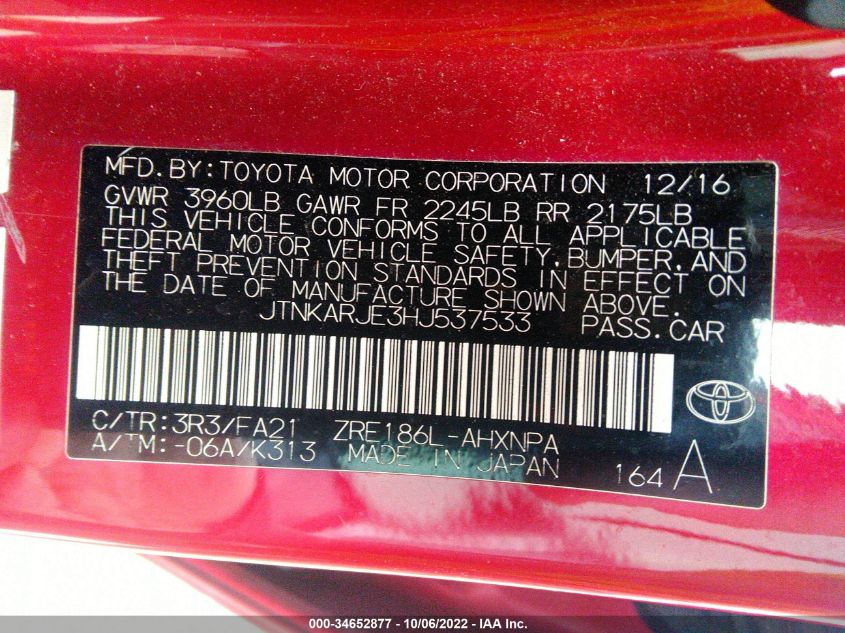 MFD.BY:TOYOTA MOTOR CORPORATION 12/16
GVWR 3960LB GAWR FR 2245LB RR 2175LB
THIS VEHICLE CONFORMS TO ALL APPLICABLE
FEDERAL MOTOR VEHICLE SAFETY,BUMPER,AND
THEFT PREVENTION STANDARDS IN EFFECT ON
THE DATE OF MANUFACTURE SHOWN ABOVE.
JTNKARJE3HJ537533 PASS.CAR
C/TR:3R3/FA21 ZRE186L-AHXNPA
A/TM:-06A/K313 MADE IN JAPAN
164 A
000-34652877 - 10/06/2022 - IAA Inc.